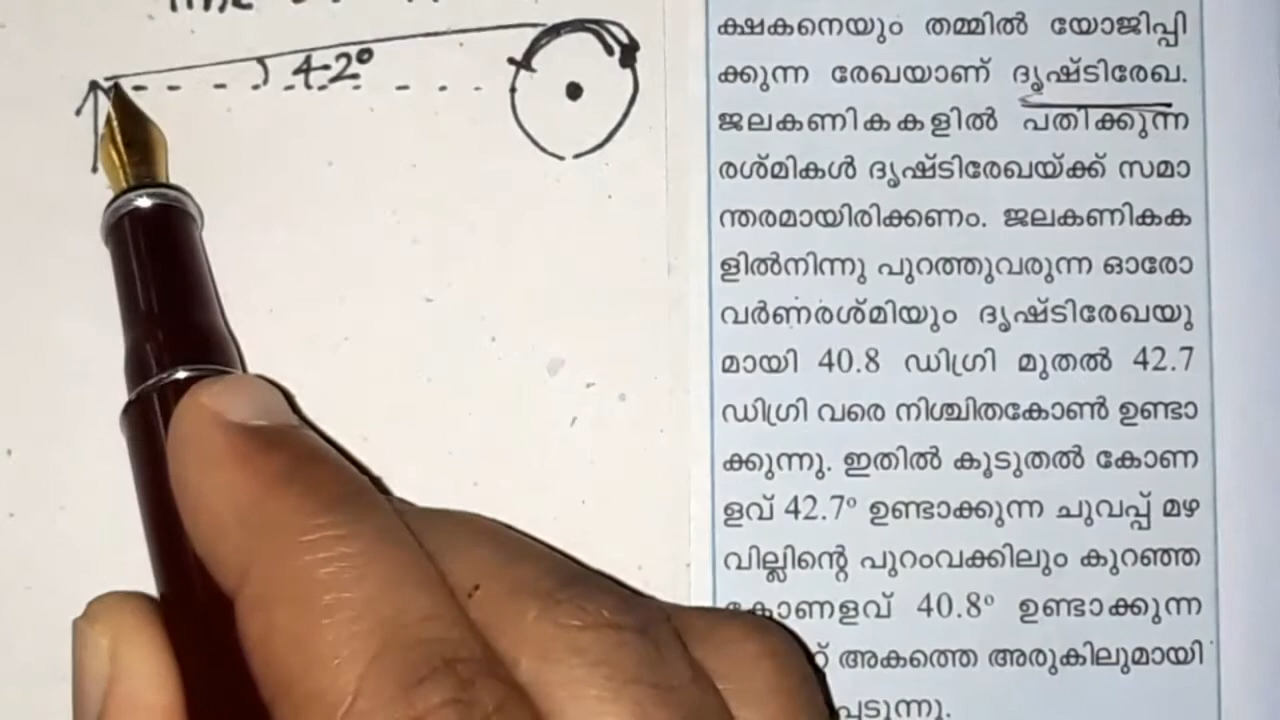 42°
ക്ഷകനെയും തമ്മിൽ യോജിപ്പി
ക്കുന്ന രേഖയാണ് ദൃഷ്ടിരേഖ.
ജലകണികകളിൽ പതിക്കുന്ന
രശ്മികൾ ദൃഷ്ടിരേഖയ്ക്ക് സമാ
ന്തരമായിരിക്കണം. ജലകണികക
ളിൽനിന്നു പുറത്തുവരുന്ന ഓരോ
വർണരശ്മിയും ദൃഷ്ടിരേഖയു
മായി 40.8 ഡിഗ്രി മുതൽ 42.7
ഡിഗ്രി വരെ നിശ്ചിതകോൺ ഉണ്ടാ
ക്കുന്നു. ഇതിൽ കൂടുതൽ കോണ
ളവ് 42.7° ഉണ്ടാക്കുന്ന ചുവപ്പ് മഴ
വില്ലിന്റെ പുറംവക്കിലും കുറഞ്ഞ
കോണളവ് 40.8° ഉണ്ടാക്കുന്ന
അകത്തെ അരുകിലുമായി